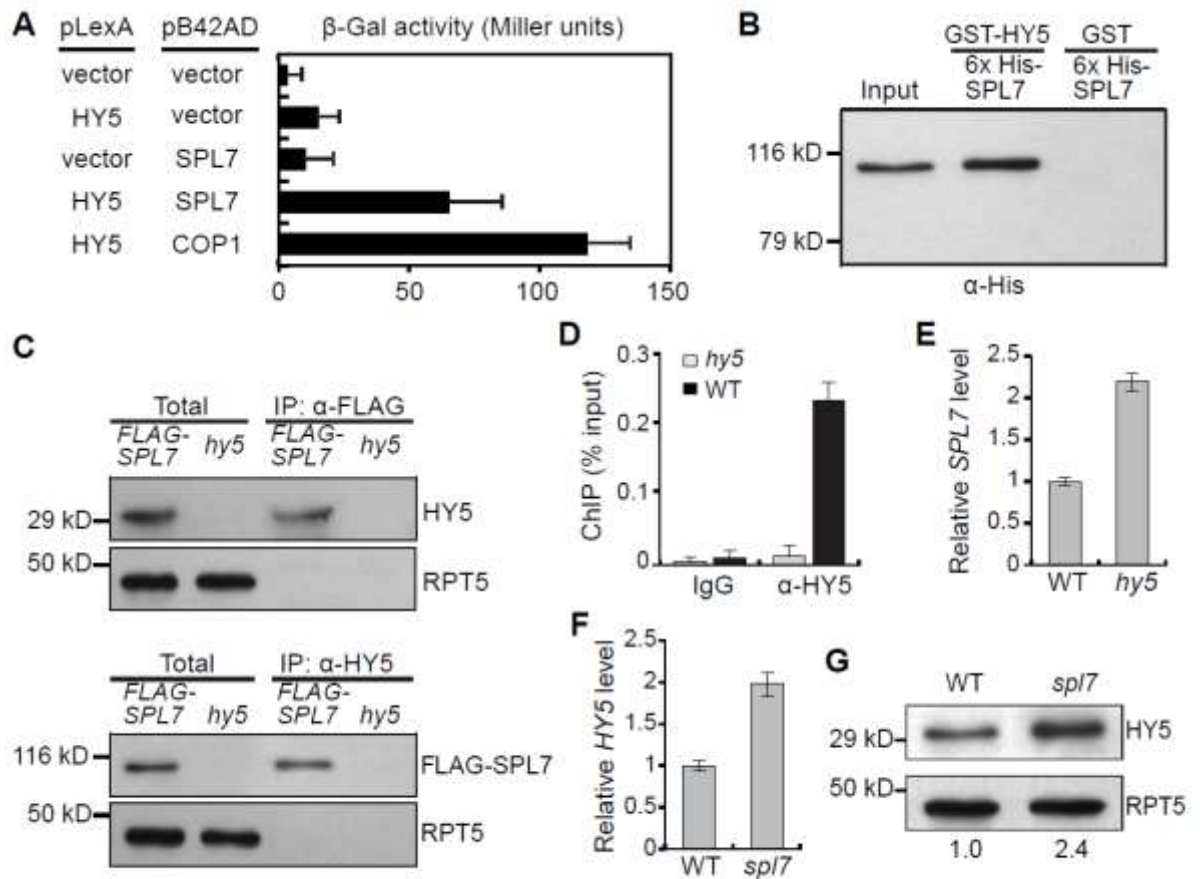 A
pLexA pB42AD β-Gal activity (Miller units)
vector vector
HY5 vector
vector SPL7
HY5 SPL7
HY5 COP1
0 50 100 150
B
GST-HY5 GST
Input 6x His-SPL7 6x His-SPL7
116 kD
79 kD
α-His
C
Total IP: α-FLAG
FLAG-SPL7 hy5 FLAG-SPL7 hy5
29 kD HY5
50 kD RPT5
Total IP: α-HY5
FLAG-SPL7 hy5 FLAG-SPL7 hy5
116 kD FLAG-SPL7
50 kD RPT5
D
ChIP (% input)
0.3
0.1
0
hy5
WT
IgG α-HY5
E
Relative SPL7 level
2.5
2
1.5
1
0.5
0
WT hy5
F
Relative HY5 level
2.5
2
1.5
1
0.5
0
WT spl7
G
WT spl7
29 kD HY5
50 kD RPT5
1.0 2.4